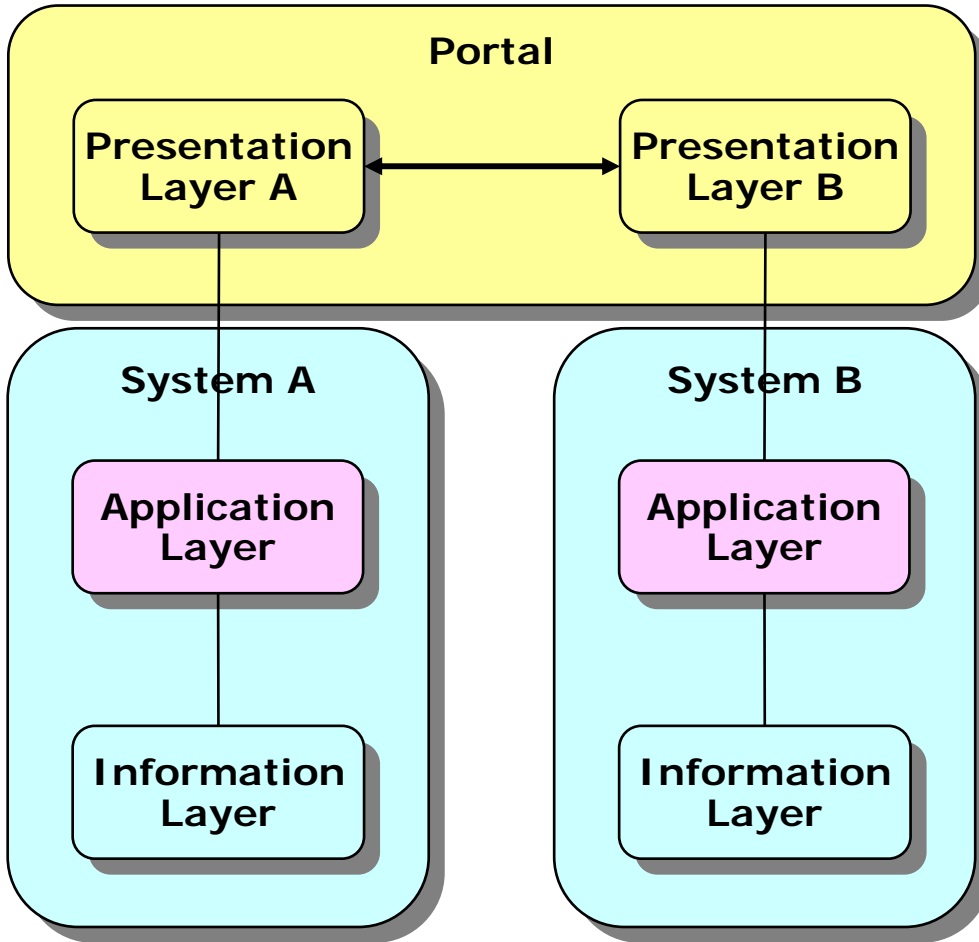 Portal
Presentation
Layer A
Presentation
Layer B
System A
System B
Application
Layer
Application
Layer
Information
Layer
Information
Layer